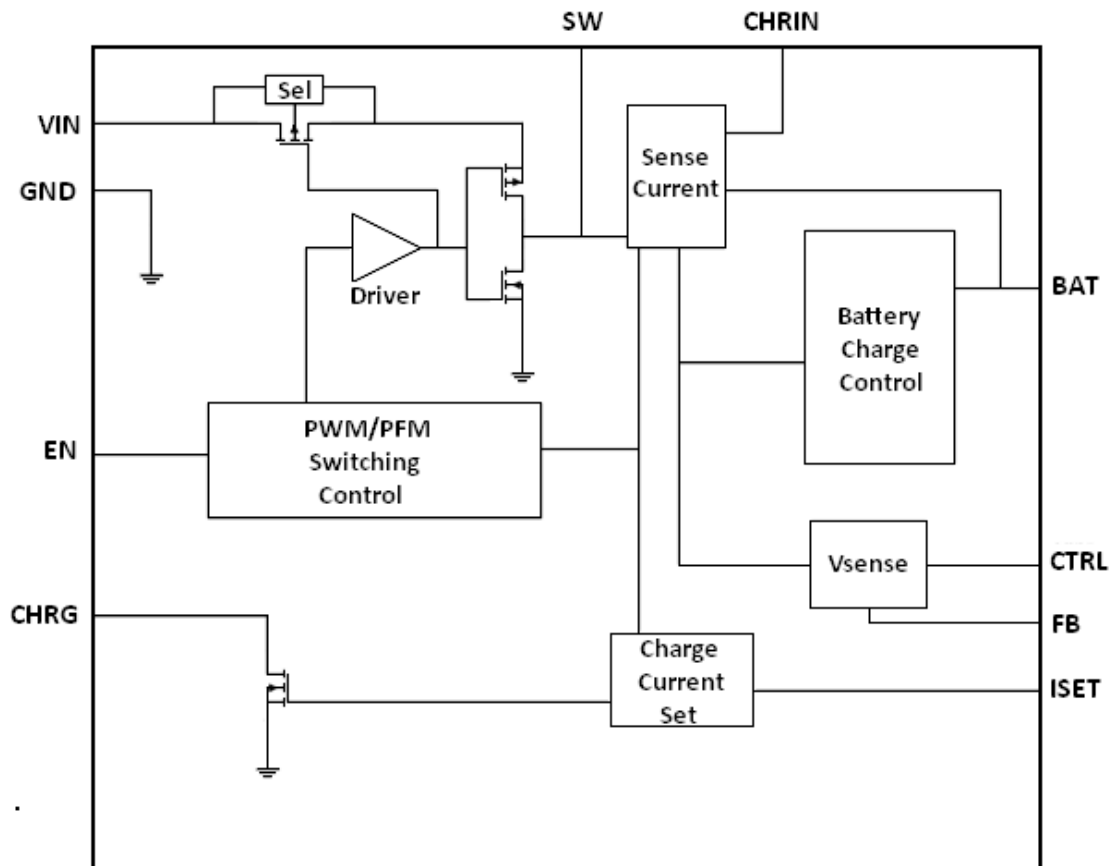 SW
CHRIN
Sel
VIN
Sense
Current
GND
Driver
Battery
Charge
Control
BAT
EN
PWM/PFM
Switching
Control
Vsense
CTRL
CHRG
FB
Charge
Current
Set
ISET
.